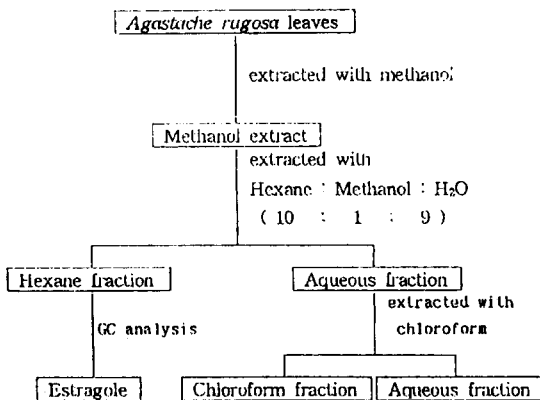 Agastache rugosa leaves
extracted with methanol
Methanol extract
extracted with
Hexane : Methanol : H₂O
( 10 : 1 : 9 )
Hexane fraction
Aqueous fraction
GC analysis
extracted with
chloroform
Estragole
Chloroform fraction
Aqueous fraction